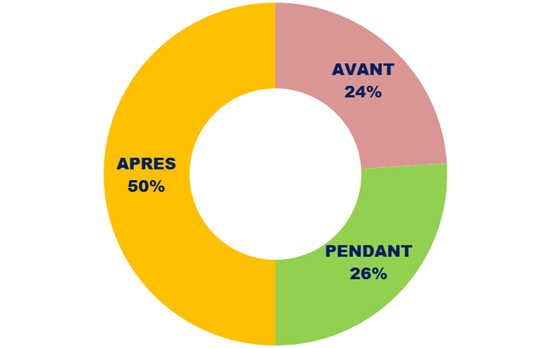 AVANT
24%
APRES
50%
PENDANT
26%